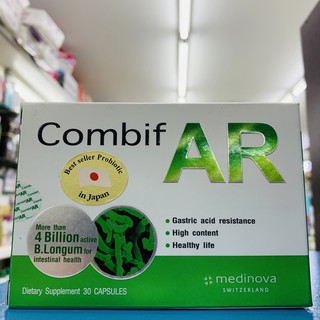 Combif AR
Best seller Probiotic
in Japan
More than
4 Billion active
B.Longum for
intestinal health
• Gastric acid resistance
• High content
• Healthy life
medinova
SWITZERLAND
Dietary Supplement 30 CAPSULES